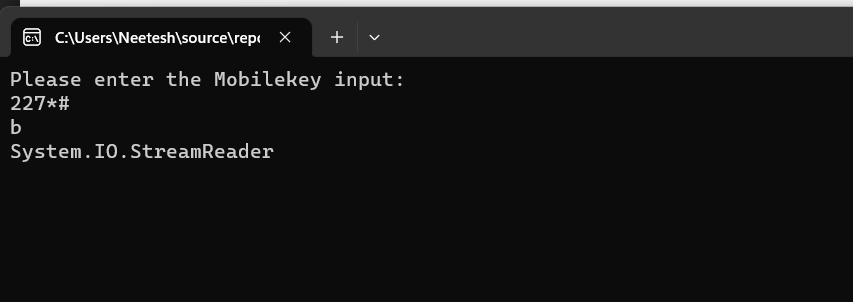 C:\Users\Neetesh\source\repo
Please enter the Mobilekey input:
227*#
b
System.IO.StreamReader